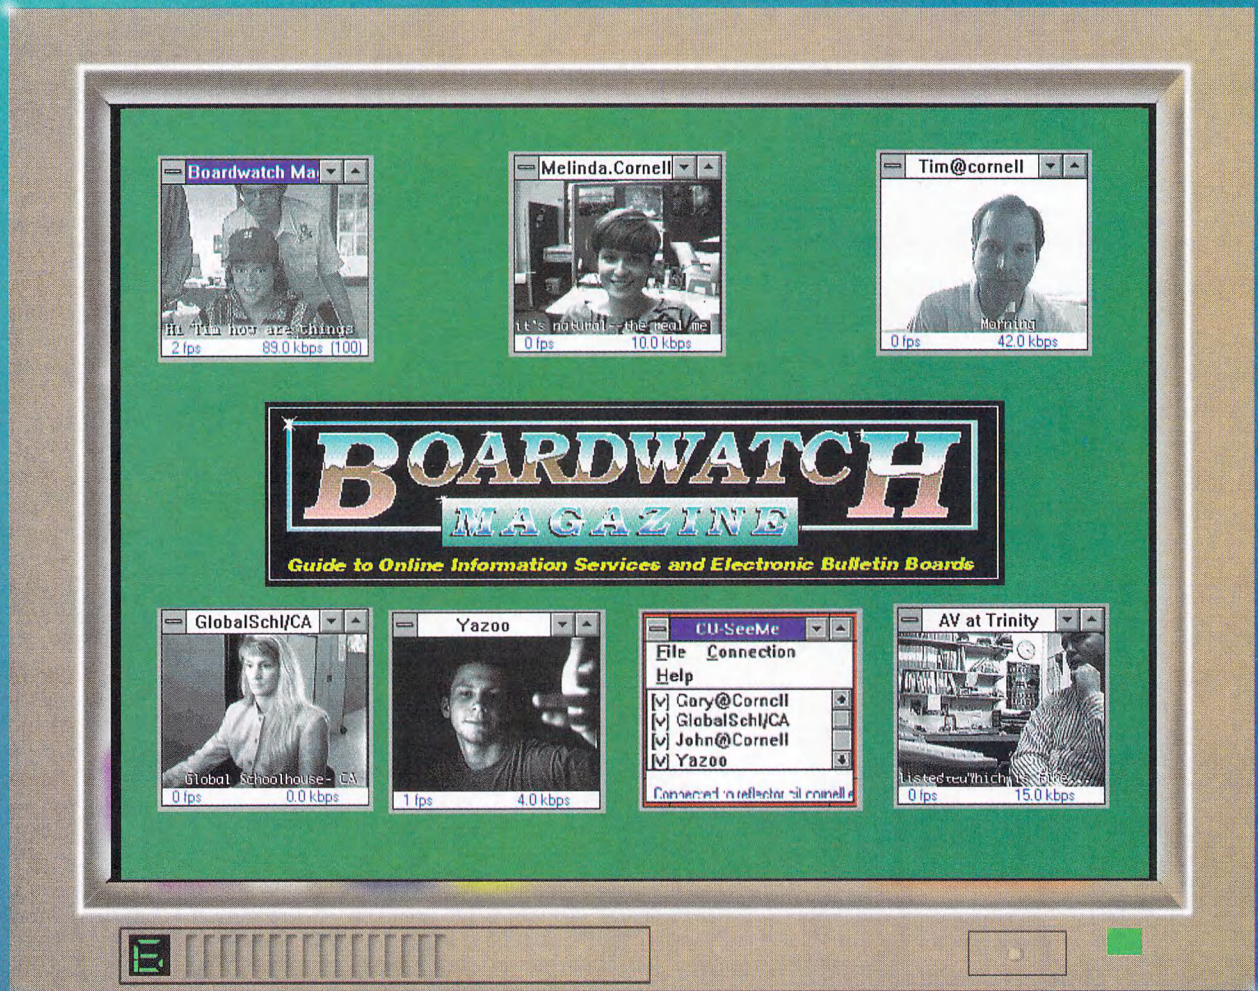 Boardwatch Ma
Hi Tim how are things
2 fps 89.0 kbps (100)
Melinda.Cornell
it's natural--the real me
0 fps 10.0 kbps
Tim@cornell
Morning
0 fps 42.0 kbps
BOARDWATCH
MAGAZINE
Guide to Online Information Services and Electronic Bulletin Boards
GlobalSchl/CA
Global Schoolhouse- CA
0 fps 0.0 kbps
Yazoo
1 fps 4.0 kbps
CU-SeeMe
File Connection
Help
[v] Gary@Cornell
[v] GlobalSchl/CA
[v] John@Cornell
[v] Yazoo
Connected to reflector
AV at Trinity
0 fps 15.0 kbps